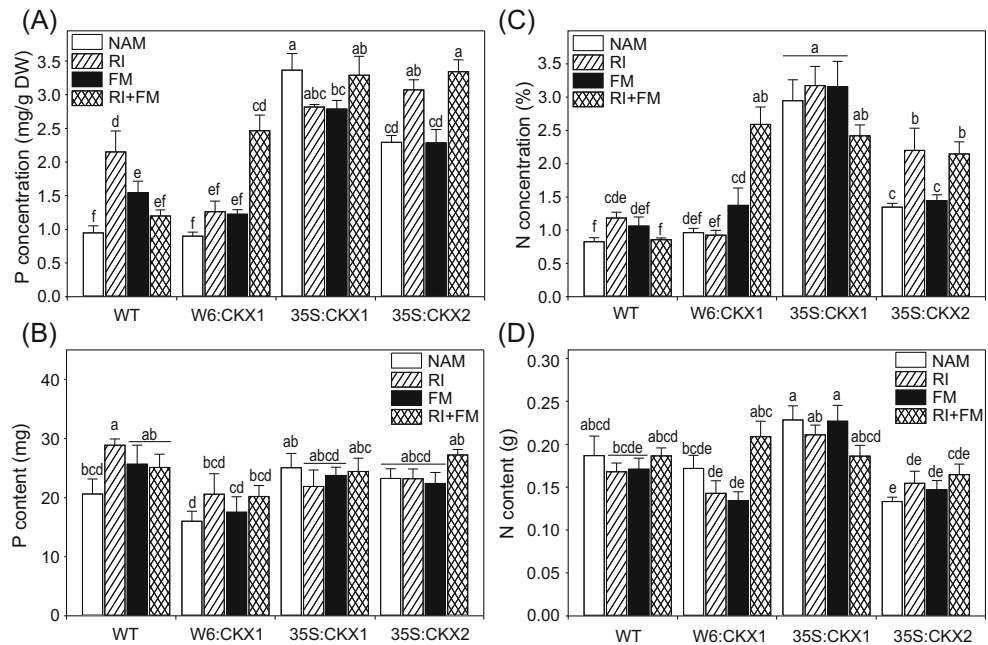 (A)
P concentration (mg/g DW)
3.5
3.0
2.5
2.0
1.5
1.0
0.5
0.0
NAM
RI
FM
RI+FM
f d e ef
f ef ef cd
a abc bc ab
cd ab cd a
WT W6:CKX1 35S:CKX1 35S:CKX2
(C)
N concentration (%)
3.5
3.0
2.5
2.0
1.5
1.0
0.5
0.0
NAM
RI
FM
RI+FM
f cde def f
def ef cd ab
a ab
c b c b
WT W6:CKX1 35S:CKX1 35S:CKX2
(B)
P content (mg)
40
30
20
10
0
NAM
RI
FM
RI+FM
bcd a ab
d bcd cd bcd
ab abcd abc
abcd ab
WT W6:CKX1 35S:CKX1 35S:CKX2
(D)
N content (g)
0.30
0.25
0.20
0.15
0.10
0.05
0.00
NAM
RI
FM
RI+FM
abcd bcde abcd
bcde de de abc
a ab a abcd
e de de cde
WT W6:CKX1 35S:CKX1 35S:CKX2